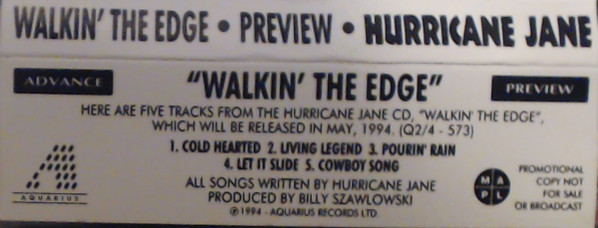 WALKIN' THE EDGE • PREVIEW • HURRICANE JANE
ADVANCE
"WALKIN' THE EDGE"
PREVIEW
HERE ARE FIVE TRACKS FROM THE HURRICANE JANE CD, "WALKIN' THE EDGE",
WHICH WILL BE RELEASED IN MAY, 1994. (Q2/4 - 573)
1. COLD HEARTED 2. LIVING LEGEND 3. POURIN' RAIN
4. LET IT SLIDE 5. COWBOY SONG
ALL SONGS WRITTEN BY HURRICANE JANE
PRODUCED BY BILLY SZAWLOWSKI
℗1994 - AQUARIUS RECORDS LTD.
A
AQUARIUS
M A
P L
PROMOTIONAL
COPY NOT
FOR SALE
OR BROADCAST